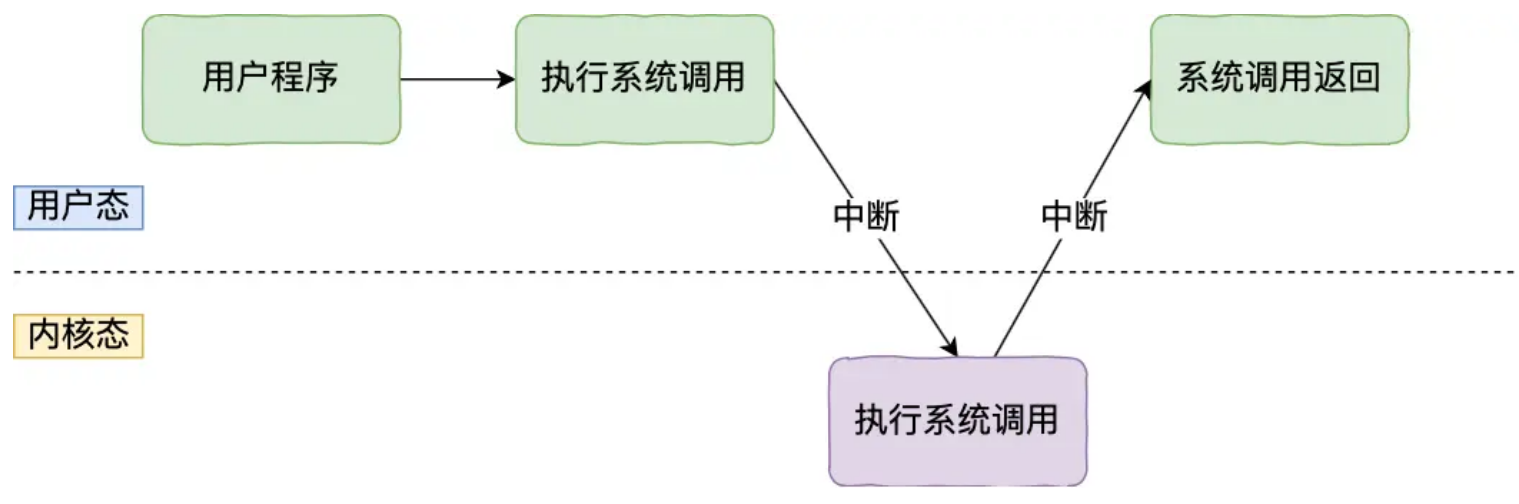 用户程序
执行系统调用
系统调用返回
用户态
中断
中断
内核态
执行系统调用